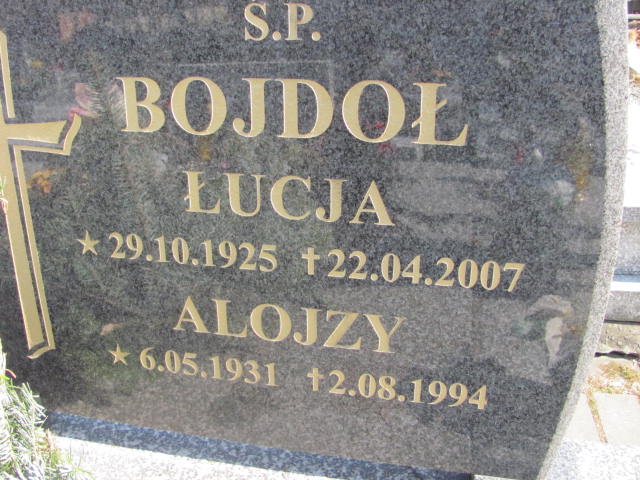 Ś.P.
BOJDOŁ
ŁUCJA
★ 29.10.1925 ✝ 22.04.2007
ALOJZY
★ 6.05.1931 ✝ 2.08.1994